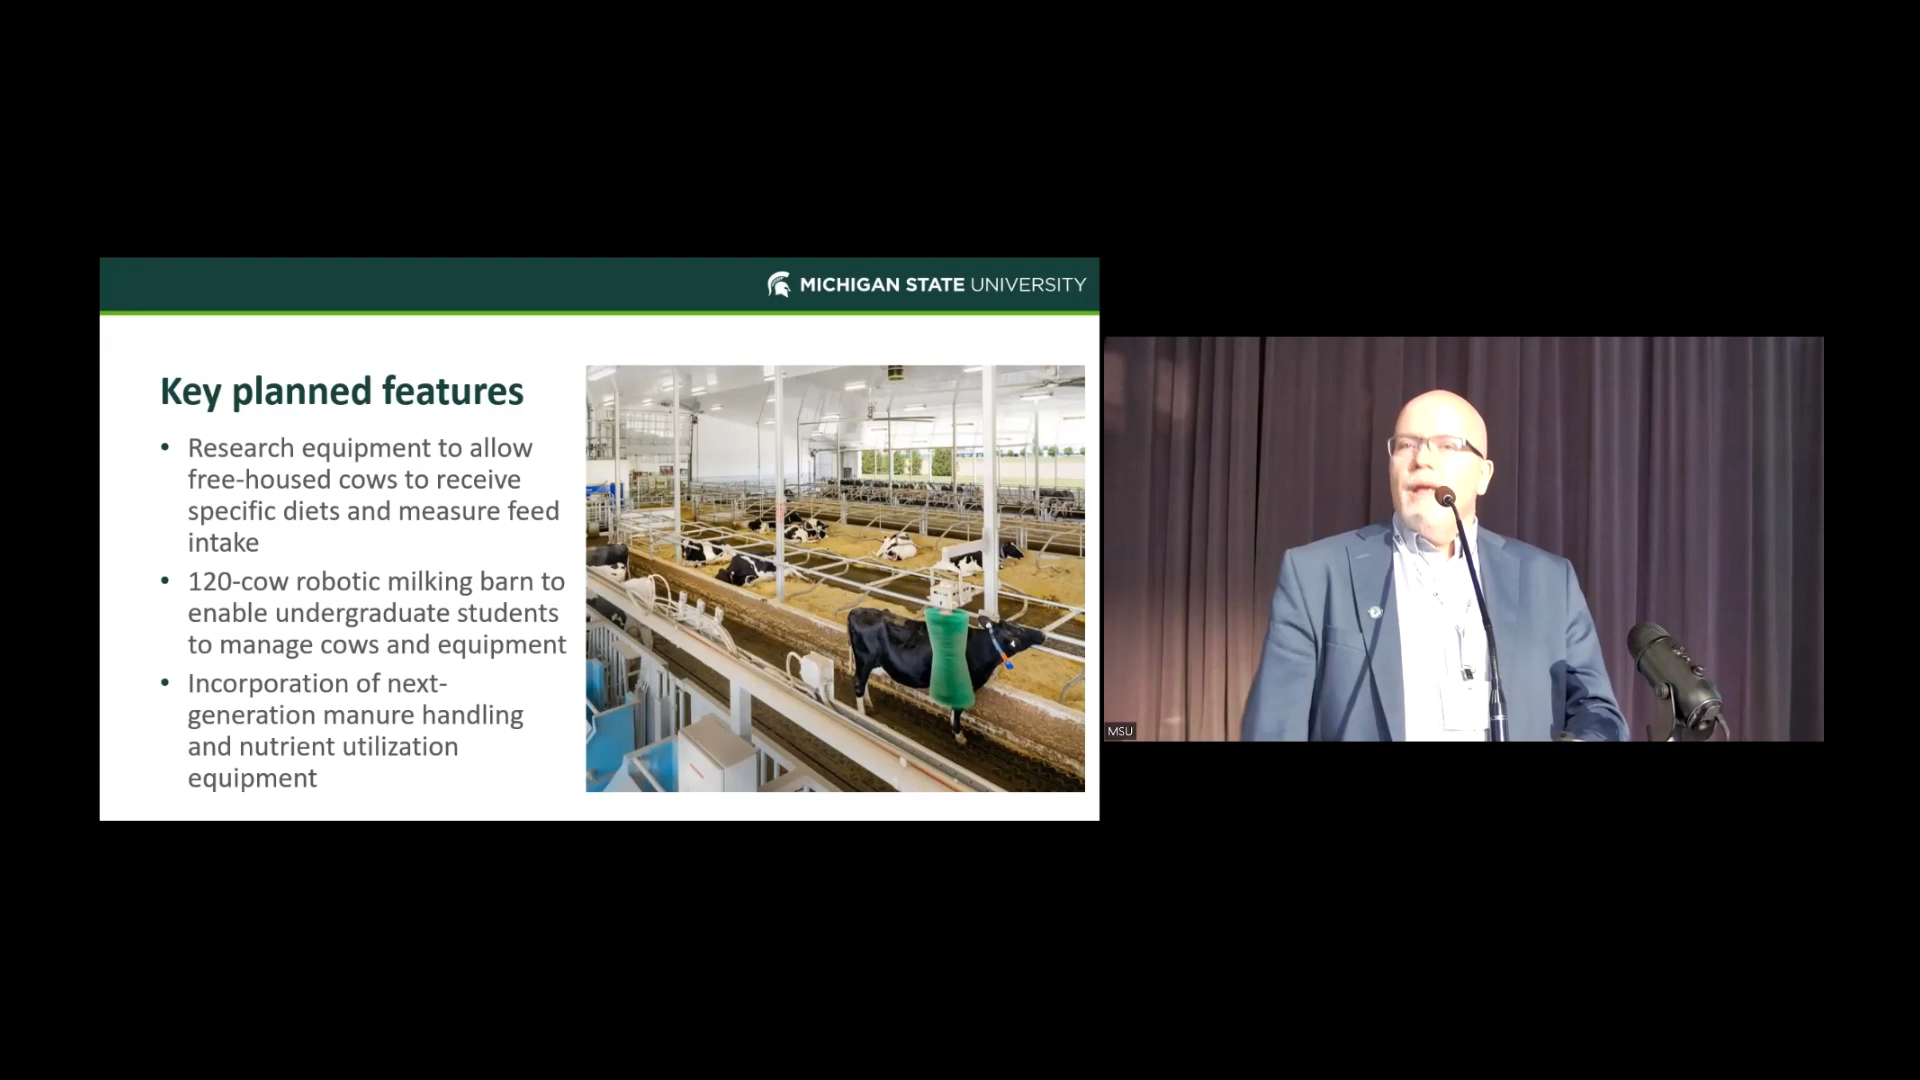 MICHIGAN STATE UNIVERSITY
Key planned features
• Research equipment to allow
free-housed cows to receive
specific diets and measure feed
intake
• 120-cow robotic milking barn to
enable undergraduate students
to manage cows and equipment
• Incorporation of next-
generation manure handling
and nutrient utilization
equipment
MSU